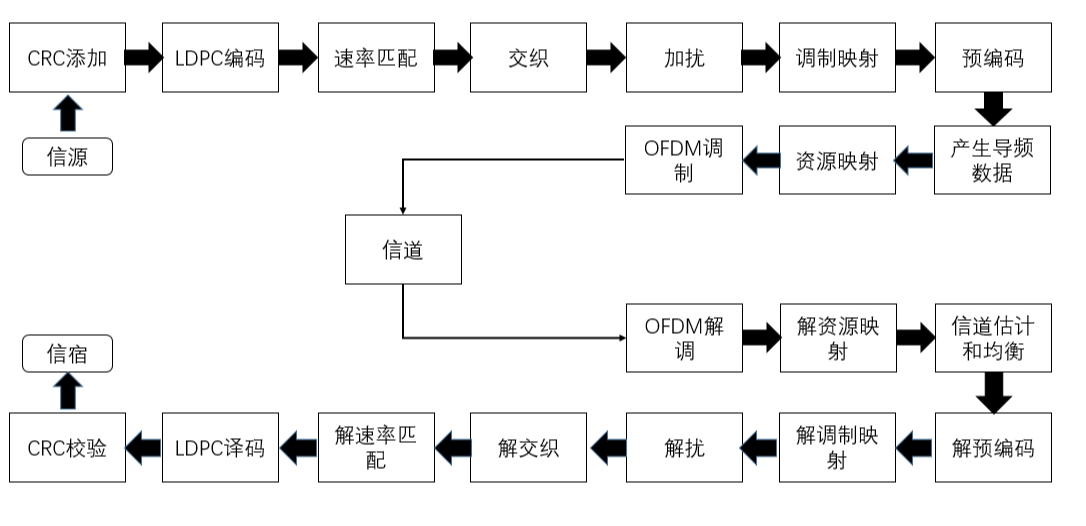 CRC添加
LDPC编码
速率匹配
交织
加扰
调制映射
预编码
信源
OFDM调
制
资源映射
产生导频
数据
信道
OFDM解
调
解资源映
射
信道估计
和均衡
信宿
CRC校验
LDPC译码
解速率匹
配
解交织
解扰
解调制映
射
解预编码